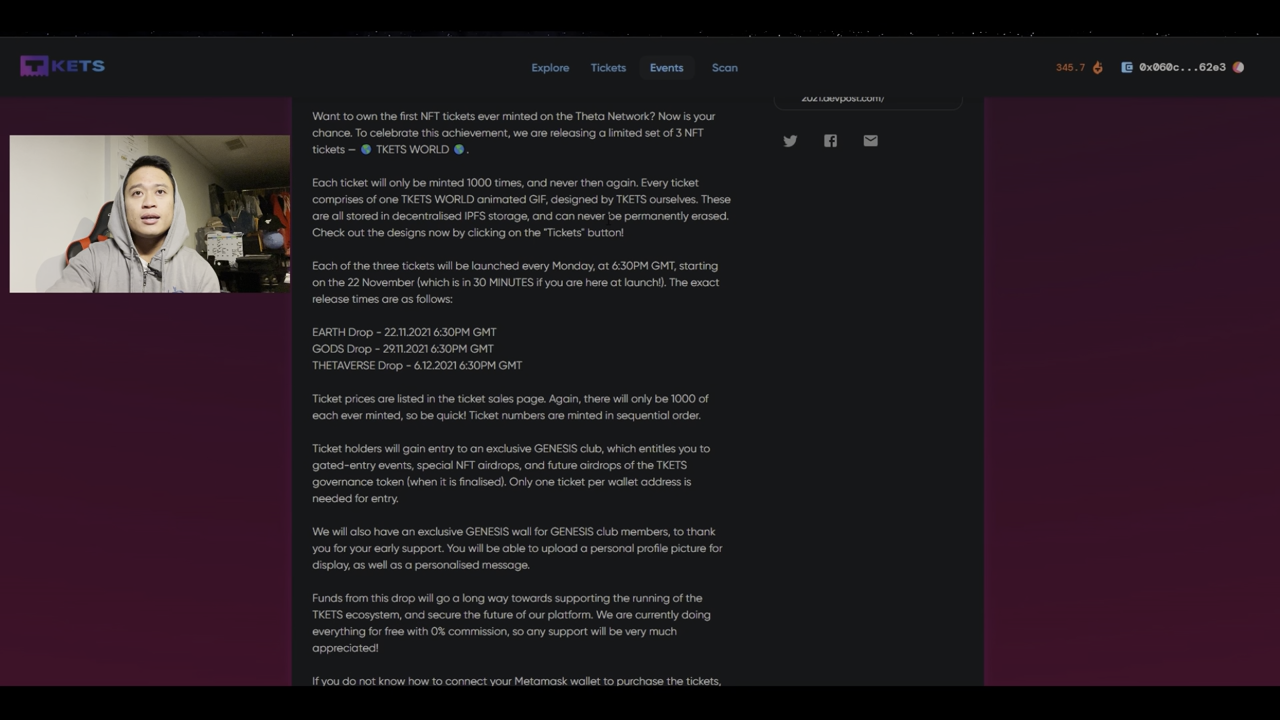 TKETS
Explore
Tickets
Events
Scan
345.7
0x060c...62e3
2021.devpost.com/
Want to own the first NFT tickets ever minted on the Theta Network? Now is your
chance. To celebrate this achievement, we are releasing a limited set of 3 NFT
tickets — 🌎 TKETS WORLD 🌎 .
Each ticket will only be minted 1000 times, and never then again. Every ticket
comprises of one TKETS WORLD animated GIF, designed by TKETS ourselves. These
are all stored in decentralised IPFS storage, and can never be permanently erased.
Check out the designs now by clicking on the "Tickets" button!
Each of the three tickets will be launched every Monday, at 6:30PM GMT, starting
on the 22 November (which is in 30 MINUTES if you are here at launch!). The exact
release times are as follows:
EARTH Drop - 22.11.2021 6:30PM GMT
GODS Drop - 29.11.2021 6:30PM GMT
THETAVERSE Drop - 6.12.2021 6:30PM GMT
Ticket prices are listed in the ticket sales page. Again, there will only be 1000 of
each ever minted, so be quick! Ticket numbers are minted in sequential order.
Ticket holders will gain entry to an exclusive GENESIS club, which entitles you to
gated-entry events, special NFT airdrops, and future airdrops of the TKETS
governance token (when it is finalised). Only one ticket per wallet address is
needed for entry.
We will also have an exclusive GENESIS wall for GENESIS club members, to thank
you for your early support. You will be able to upload a personal profile picture for
display, as well as a personalised message.
Funds from this drop will go a long way towards supporting the running of the
TKETS ecosystem, and secure the future of our platform. We are currently doing
everything for free with 0% commission, so any support will be very much
appreciated!
If you do not know how to connect your Metamask wallet to purchase the tickets,